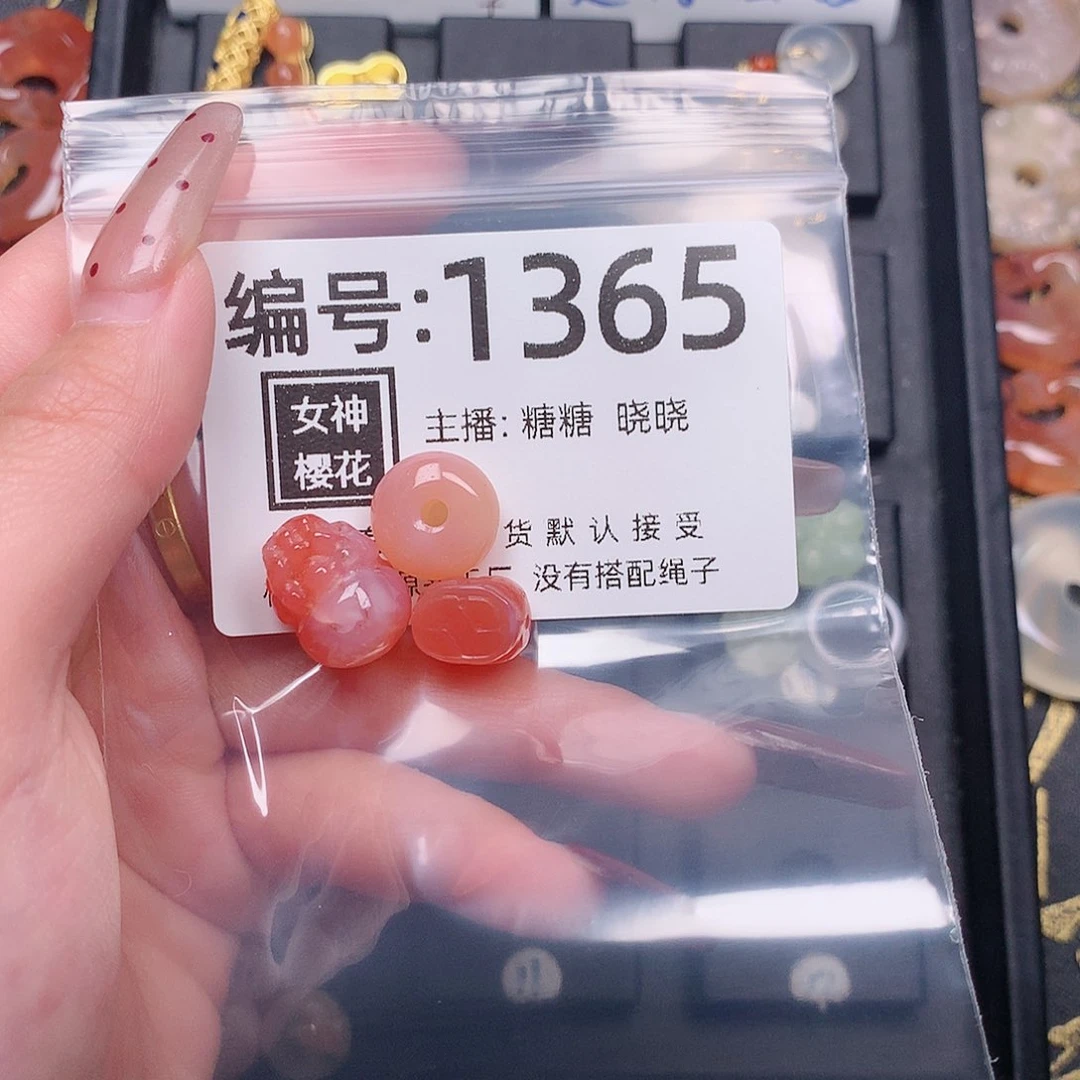 编号:1365
女神
樱花
主播: 糖糖 晓晓
货默认接受
没有搭配绳子